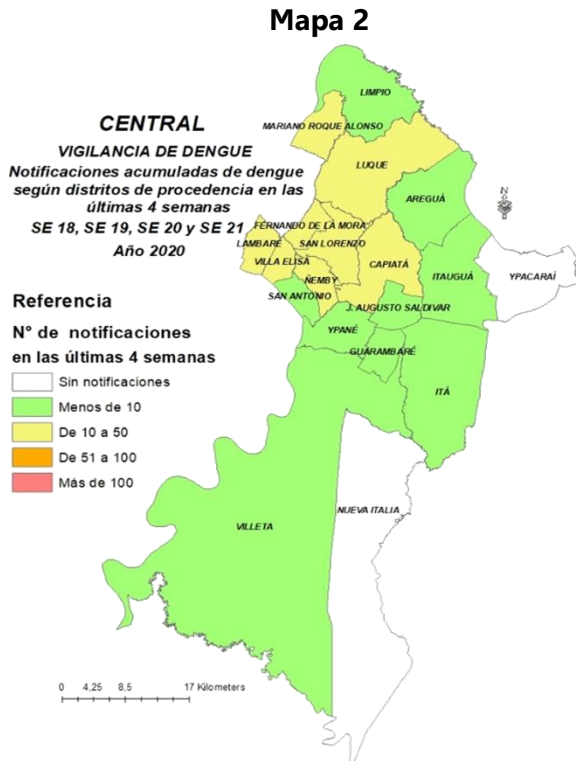 Mapa 2
CENTRAL
VIGILANCIA DE DENGUE
Notificaciones acumuladas de dengue
según distritos de procedencia en las
últimas 4 semanas
SE 18, SE 19, SE 20 y SE 21
Año 2020
Referencia
N° de notificaciones
en las últimas 4 semanas
Sin notificaciones
Menos de 10
De 10 a 50
De 51 a 100
Más de 100
LIMPIO
MARIANO ROQUE ALONSO
LUQUE
AREGUÁ
N
FERNANDO DE LA MORA
LAMBARÉ
SAN LORENZO
VILLA ELISA
CAPIATÁ
ITAUGUÁ
YPACARAÍ
ÑEMBY
SAN ANTONIO
J. AUGUSTO SALDIVAR
YPANÉ
GUARAMBARÉ
ITÁ
NUEVA ITALIA
VILLETA
0 4,25 8,5 17 Kilometers